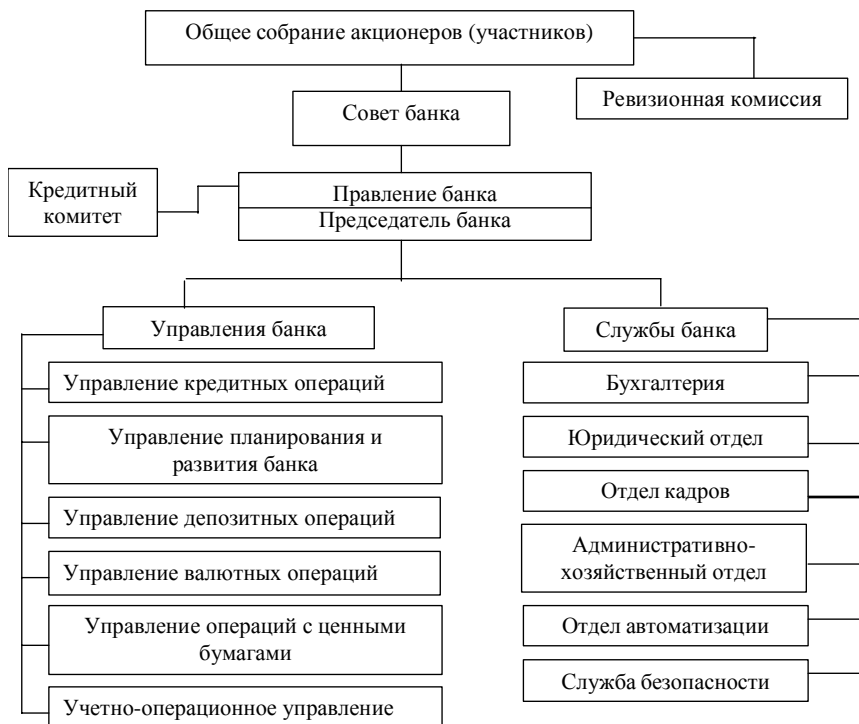 Общее собрание акционеров (участников)
Ревизионная комиссия
Совет банка
Кредитный
комитет
Правление банка
Председатель банка
Управления банка
Управление кредитных операций
Управление планирования и
развития банка
Управление депозитных операций
Управление валютных операций
Управление операций с ценными
бумагами
Учетно-операционное управление
Службы банка
Бухгалтерия
Юридический отдел
Отдел кадров
Административно-
хозяйственный отдел
Отдел автоматизации
Служба безопасности